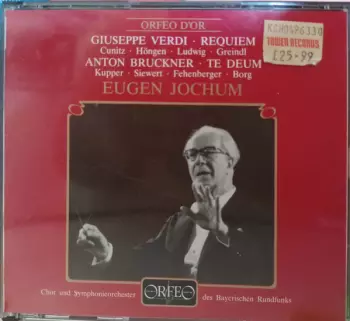 ORFEO D'OR
GIUSEPPE VERDI · REQUIEM
Cunitz · Höngen · Ludwig · Greindl
ANTON BRUCKNER · TE DEUM
Kupper · Siewert · Fehenberger · Borg
EUGEN JOCHUM
TOWER RECORDS
£25·99
Chor und Symphonieorchester
ORFEO
des Bayerischen Rundfunks